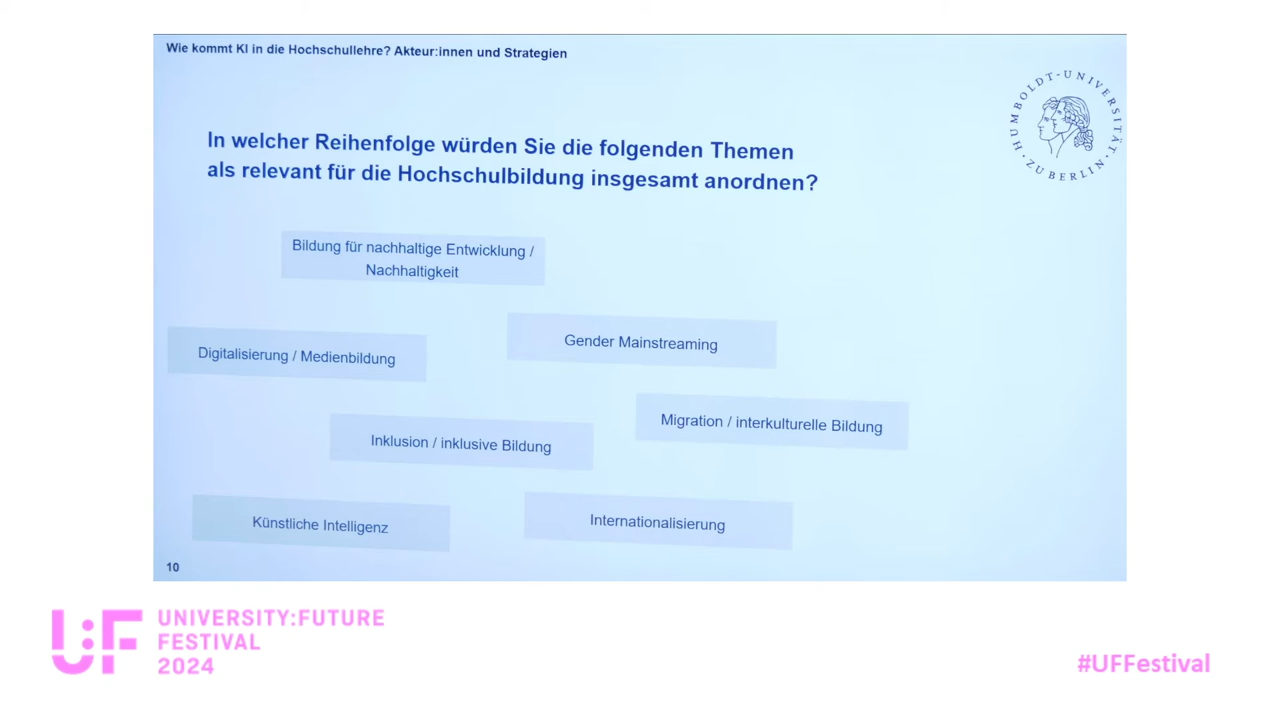 Wie kommt KI in die Hochschullehre? Akteur:innen und Strategien
HUMBOLDT-UNIVERSITÄT · ZU BERLIN ·
In welcher Reihenfolge würden Sie die folgenden Themen
als relevant für die Hochschulbildung insgesamt anordnen?
Bildung für nachhaltige Entwicklung /
Nachhaltigkeit
Gender Mainstreaming
Digitalisierung / Medienbildung
Migration / interkulturelle Bildung
Inklusion / inklusive Bildung
Künstliche Intelligenz
Internationalisierung
10
U:F
UNIVERSITY:FUTURE
FESTIVAL
2024
#UFFestival